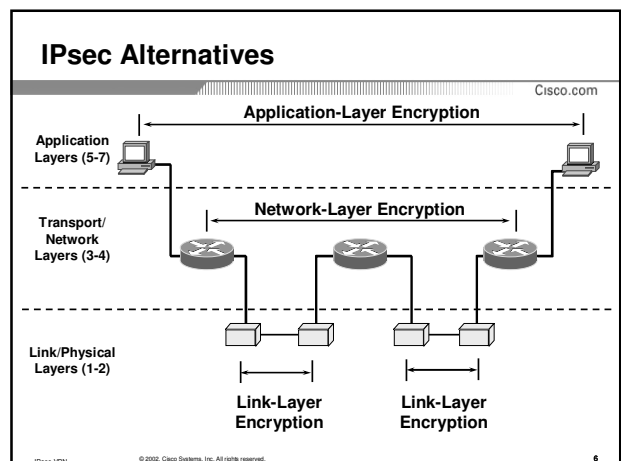 IPsec Alternatives
Cisco.com
Application-Layer Encryption
Application
Layers (5-7)
Network-Layer Encryption
Transport/
Network
Layers (3-4)
Link/Physical
Layers (1-2)
Link-Layer
Encryption
Link-Layer
Encryption
IPsec VPN
© 2002, Cisco Systems, Inc. All rights reserved.
6